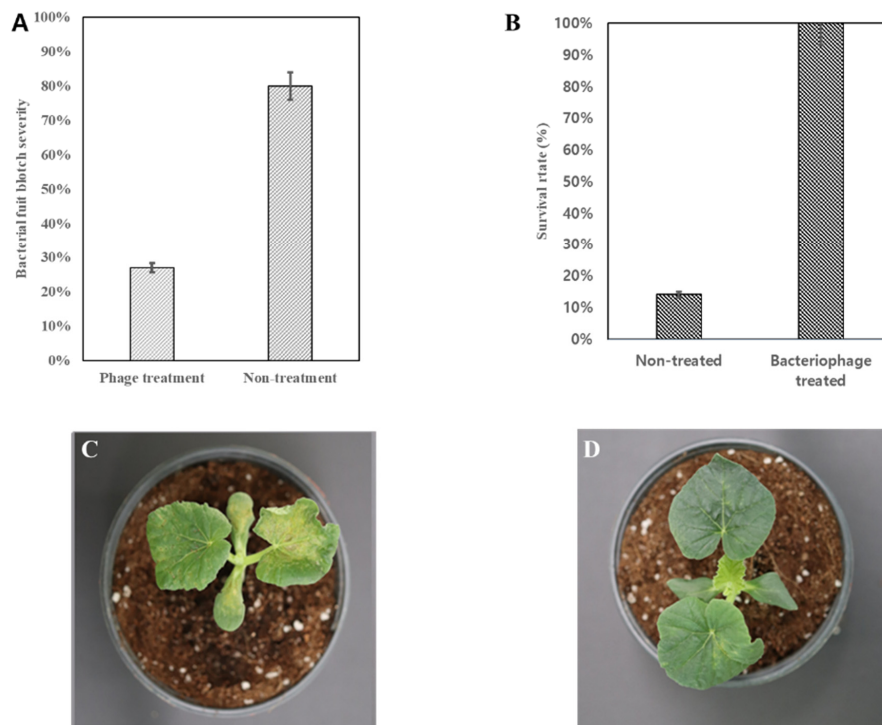 A
100%
90%
80%
70%
60%
50%
40%
30%
20%
10%
0%
Bacterial fuit blotch severity
Phage treatment
Non-treatment
B
100%
90%
80%
70%
60%
50%
40%
30%
20%
10%
0%
Survival rtate (%)
Non-treated
Bacteriophage
treated
C
D